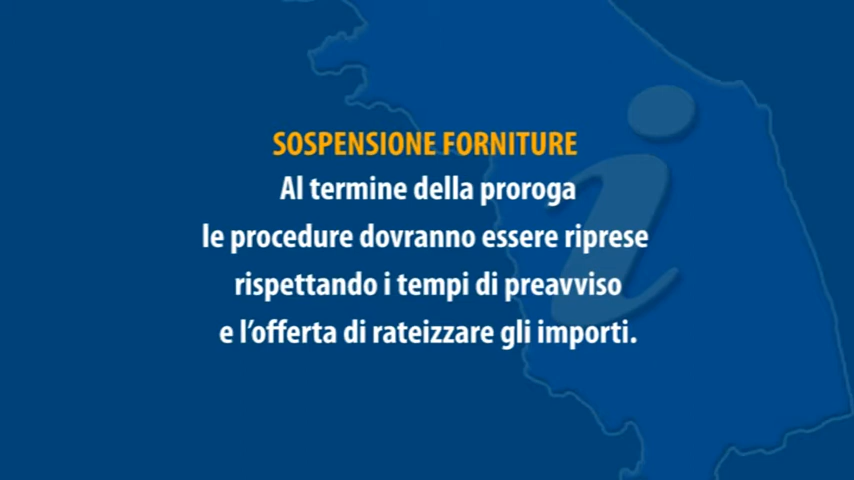 SOSPENSIONE FORNITURE
Al termine della proroga
le procedure dovranno essere riprese
rispettando i tempi di preavviso
e l’offerta di rateizzare gli importi.